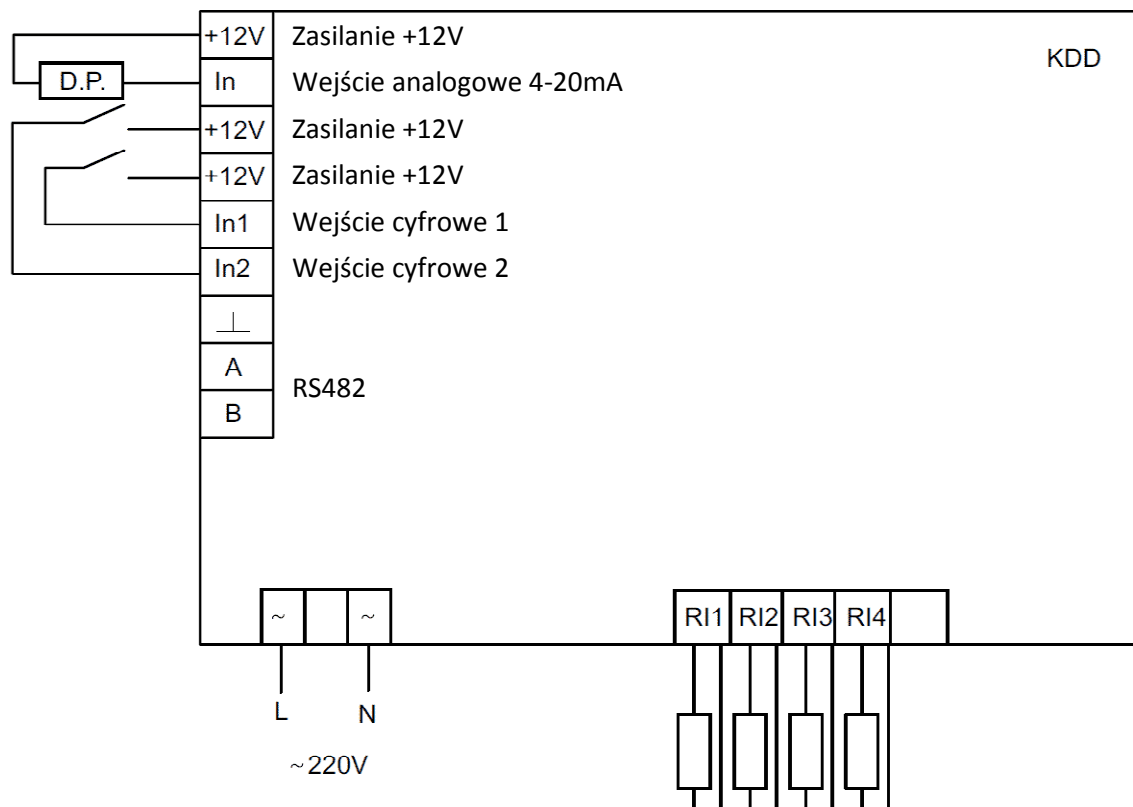 +12V Zasilanie +12V
KDD
D.P. In Wejście analogowe 4-20mA
+12V Zasilanie +12V
+12V Zasilanie +12V
In1 Wejście cyfrowe 1
In2 Wejście cyfrowe 2
A
RS482
B
~ ~
RI1 RI2 RI3 RI4
L N
~220V